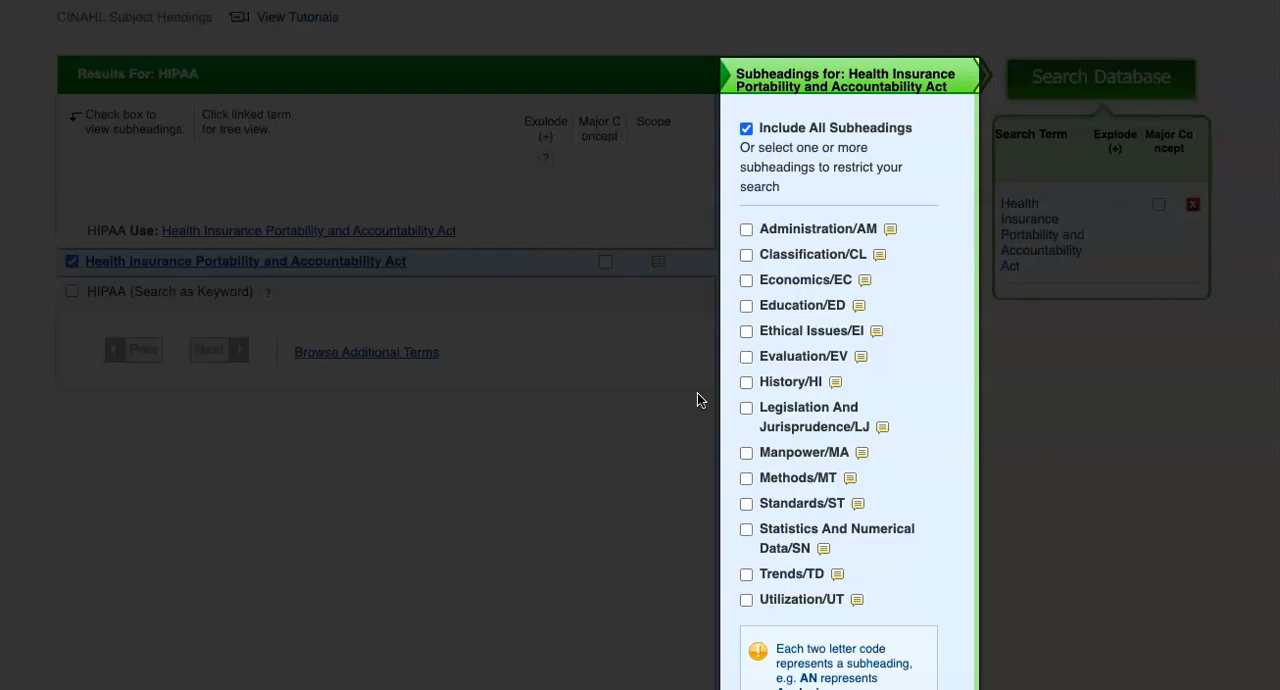 CINAHL Subject Headings View Tutorials
Results For: HIPAA
Check box to
view subheadings.
Click linked term
for tree view.
Explode
(+)
?
Major C
oncept
Scope
HIPAA Use: Health Insurance Portability and Accountability Act
Health Insurance Portability and Accountability Act
HIPAA (Search as Keyword) ?
Prev Next Browse Additional Terms
Subheadings for: Health Insurance
Portability and Accountability Act
Include All Subheadings
Or select one or more
subheadings to restrict your
search
Administration/AM
Classification/CL
Economics/EC
Education/ED
Ethical Issues/EI
Evaluation/EV
History/HI
Legislation And
Jurisprudence/LJ
Manpower/MA
Methods/MT
Standards/ST
Statistics And Numerical
Data/SN
Trends/TD
Utilization/UT
Each two letter code
represents a subheading,
e.g. AN represents
Search Database
Search Term
Explode
(+)
Major Co
ncept
Health
Insurance
Portability and
Accountability
Act